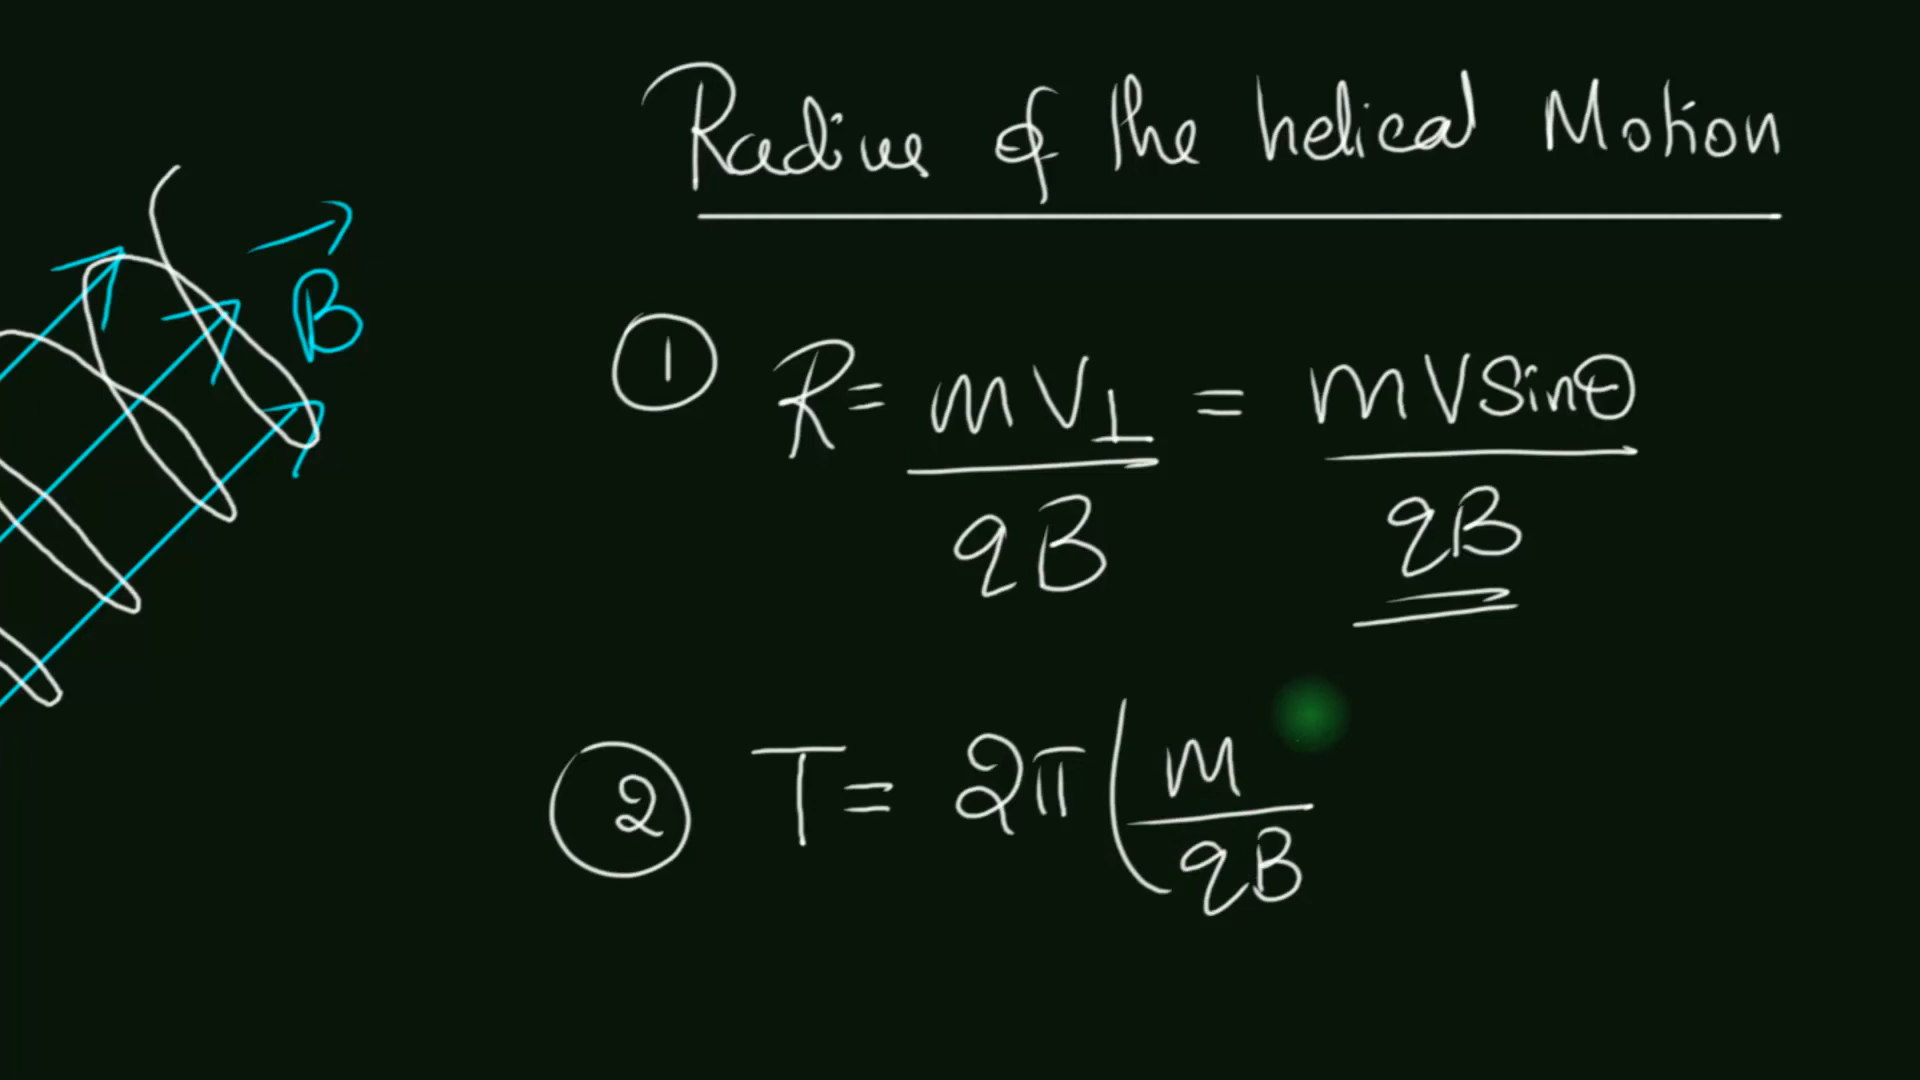 Radius of the helical Motion
B
① R = mV⊥ / qB = mVSinθ / qB
② T = 2π ( m / qB